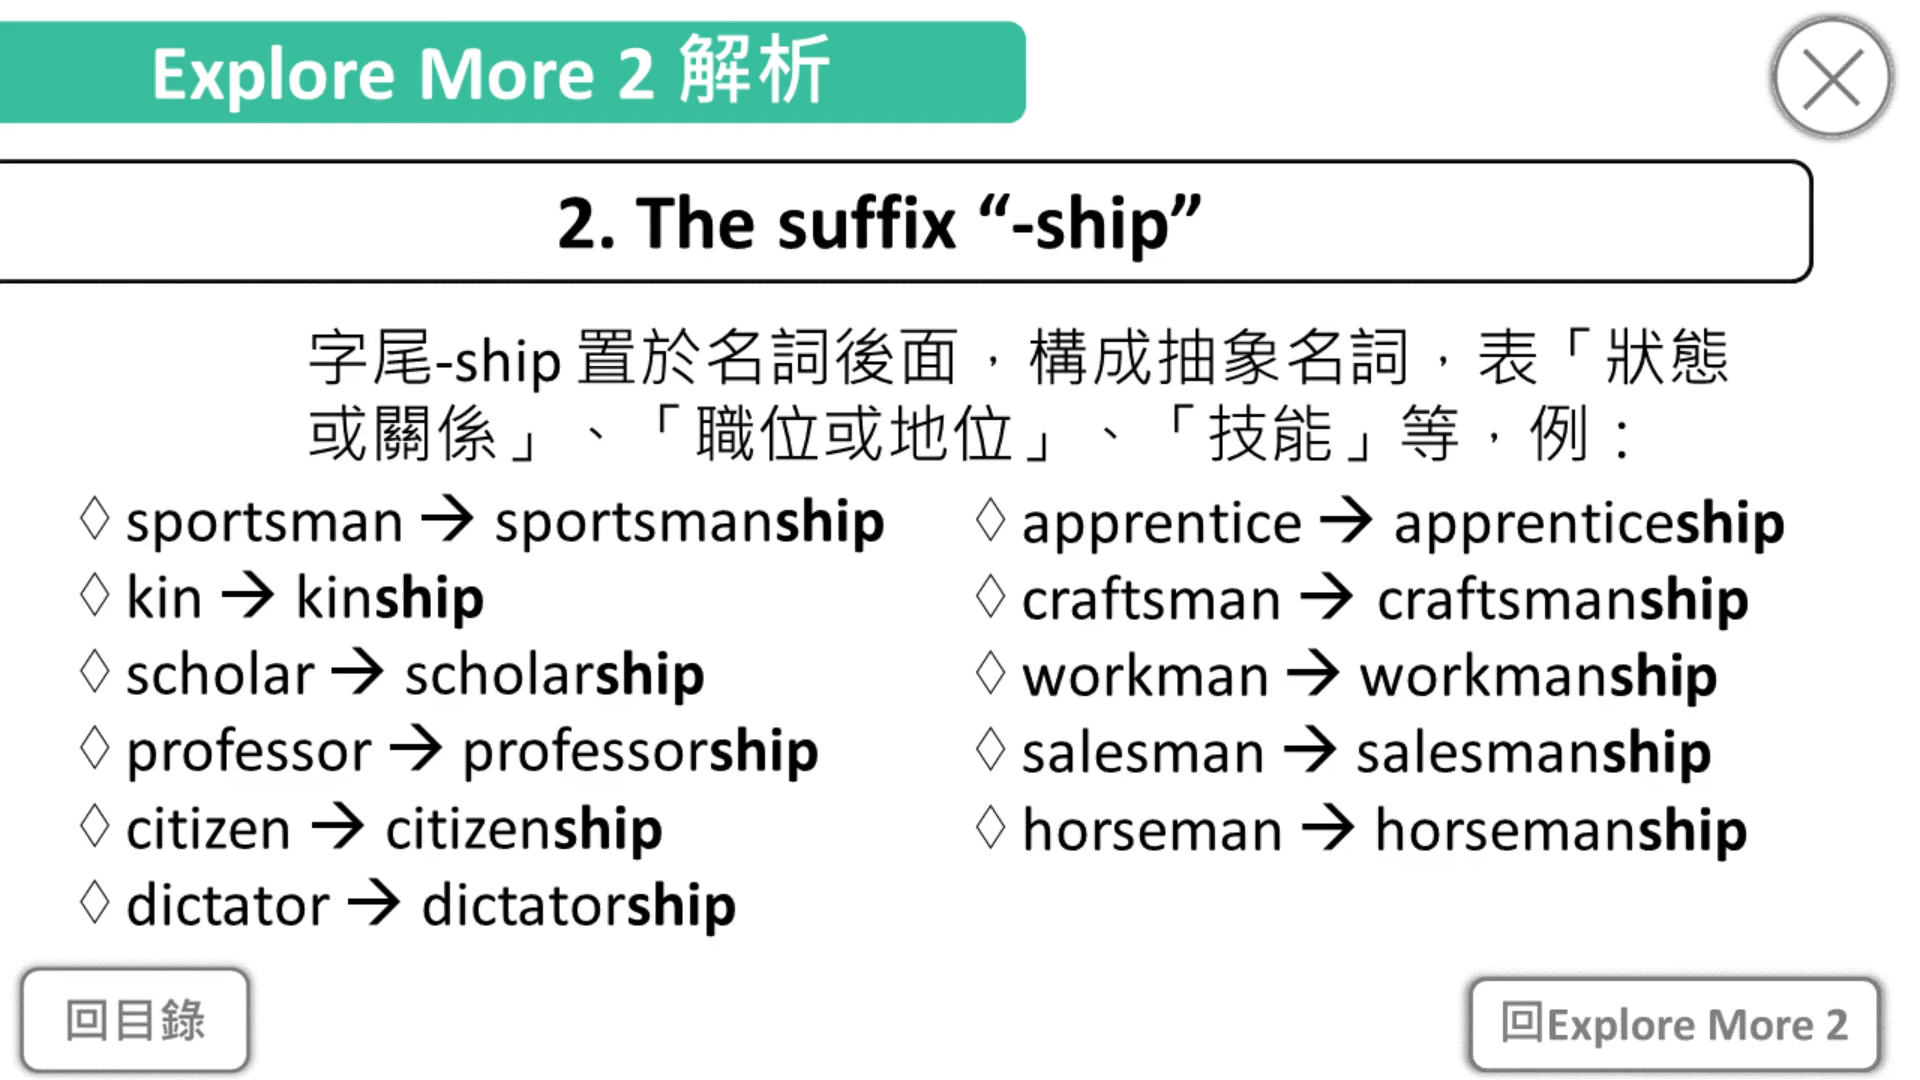 Explore More 2 解析
2. The suffix “-ship”
字尾-ship 置於名詞後面，構成抽象名詞，表「狀態
或關係」、「職位或地位」、「技能」等，例：
◊ sportsman → sportsmanship
◊ kin → kinship
◊ scholar → scholarship
◊ professor → professorship
◊ citizen → citizenship
◊ dictator → dictatorship
◊ apprentice → apprenticeship
◊ craftsman → craftsmanship
◊ workman → workmanship
◊ salesman → salesmanship
◊ horseman → horsemanship
回目錄
回Explore More 2